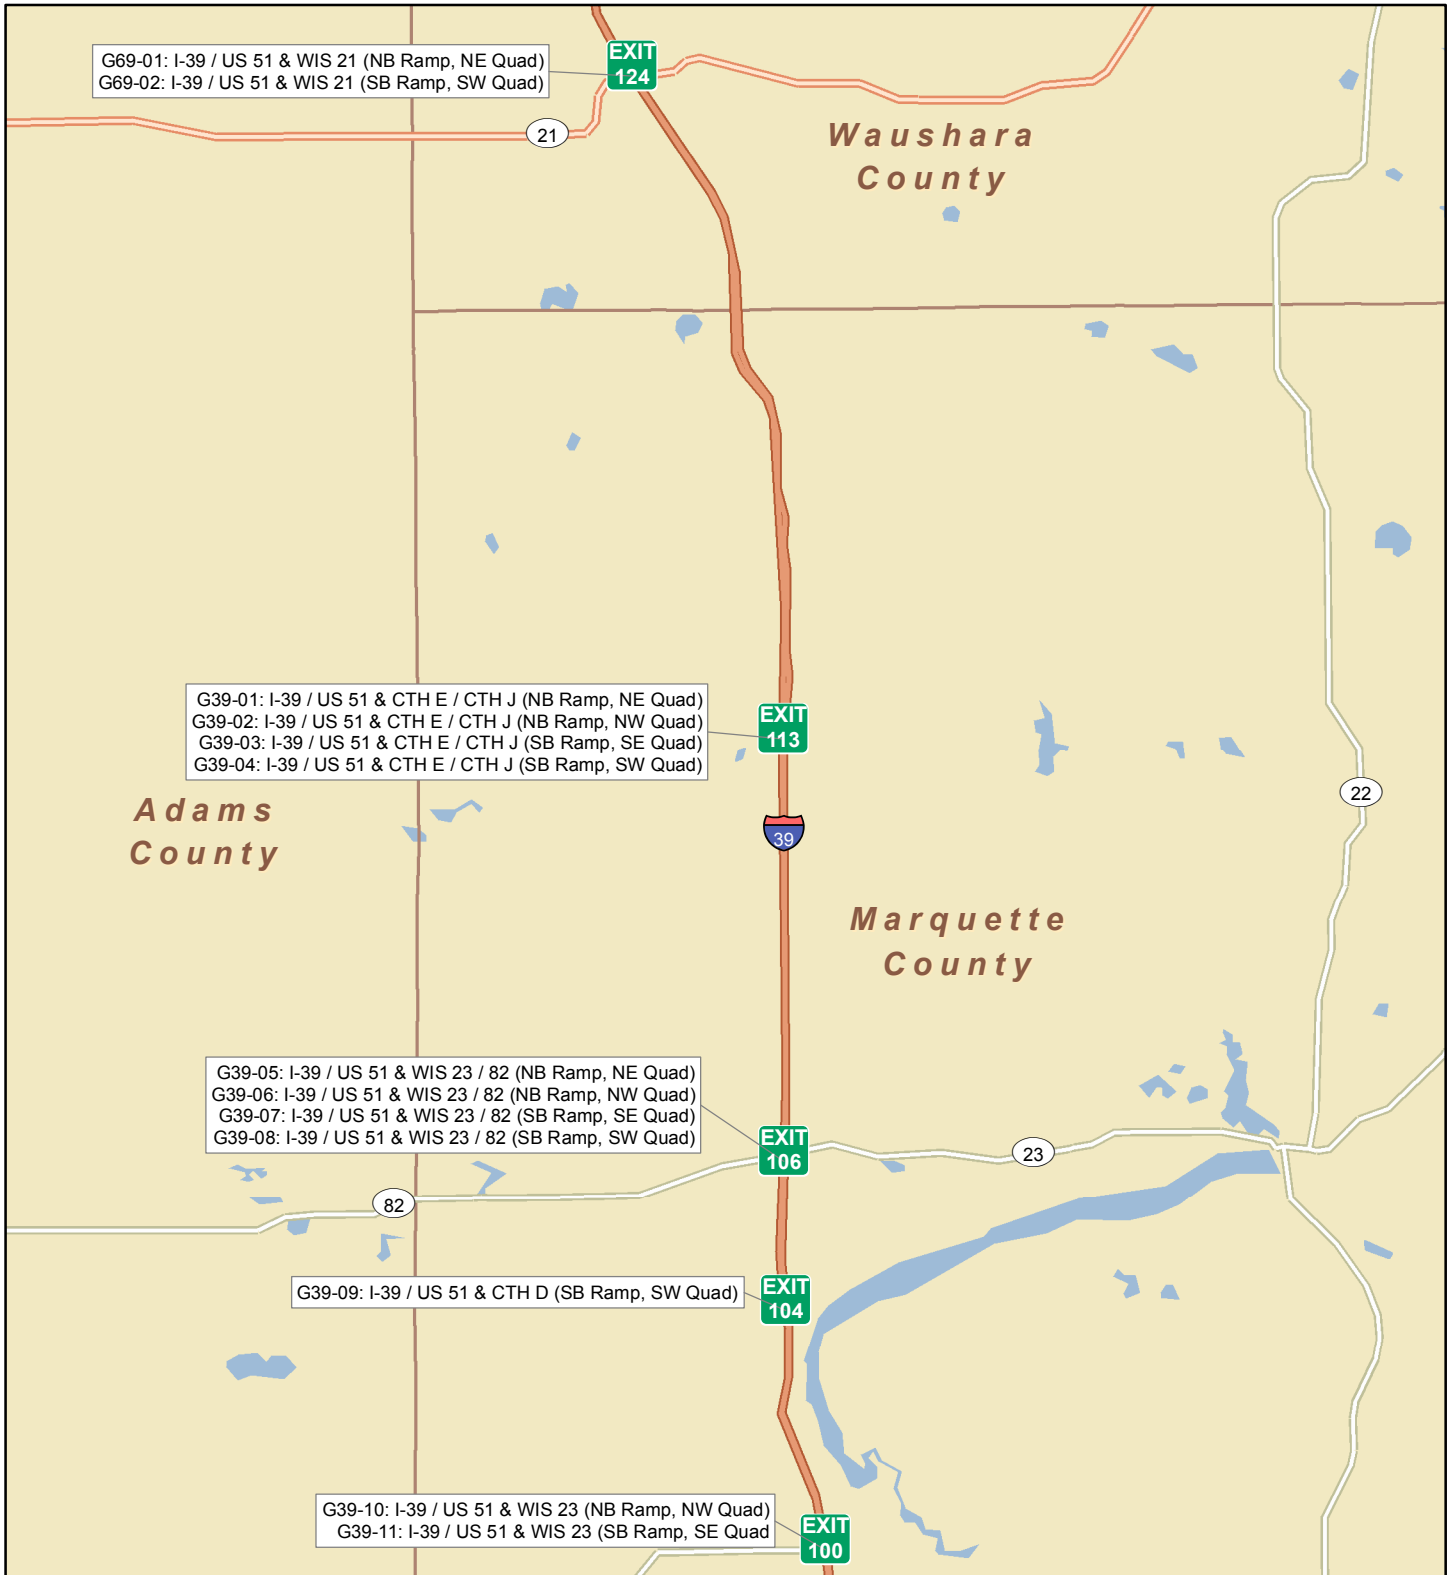 G69-01: I-39 / US 51 & WIS 21 (NB Ramp, NE Quad)
G69-02: I-39 / US 51 & WIS 21 (SB Ramp, SW Quad)
EXIT
124
21
Waushara
County
G39-01: I-39 / US 51 & CTH E / CTH J (NB Ramp, NE Quad)
G39-02: I-39 / US 51 & CTH E / CTH J (NB Ramp, NW Quad)
G39-03: I-39 / US 51 & CTH E / CTH J (SB Ramp, SE Quad)
G39-04: I-39 / US 51 & CTH E / CTH J (SB Ramp, SW Quad)
EXIT
113
22
Adams
County
39
Marquette
County
G39-05: I-39 / US 51 & WIS 23 / 82 (NB Ramp, NE Quad)
G39-06: I-39 / US 51 & WIS 23 / 82 (NB Ramp, NW Quad)
G39-07: I-39 / US 51 & WIS 23 / 82 (SB Ramp, SE Quad)
G39-08: I-39 / US 51 & WIS 23 / 82 (SB Ramp, SW Quad)
EXIT
106
23
82
G39-09: I-39 / US 51 & CTH D (SB Ramp, SW Quad)
EXIT
104
G39-10: I-39 / US 51 & WIS 23 (NB Ramp, NW Quad)
G39-11: I-39 / US 51 & WIS 23 (SB Ramp, SE Quad
EXIT
100